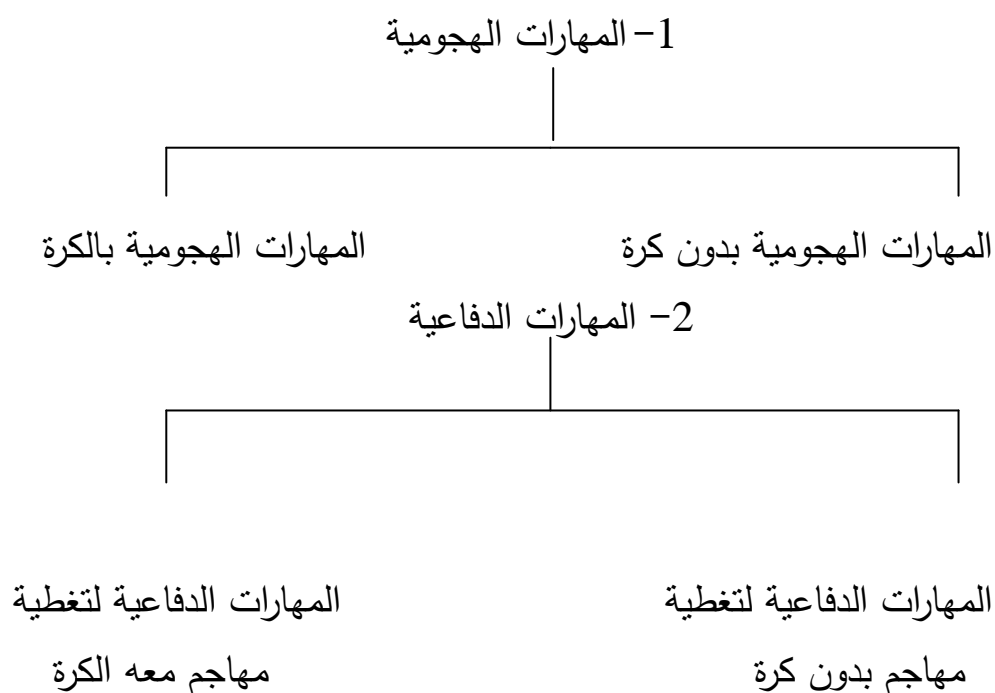 1- المهارات الهجومية
المهارات الهجومية بدون كرة
المهارات الهجومية بالكرة
2- المهارات الدفاعية
المهارات الدفاعية لتغطية
مهاجم بدون كرة
المهارات الدفاعية لتغطية
مهاجم معه الكرة